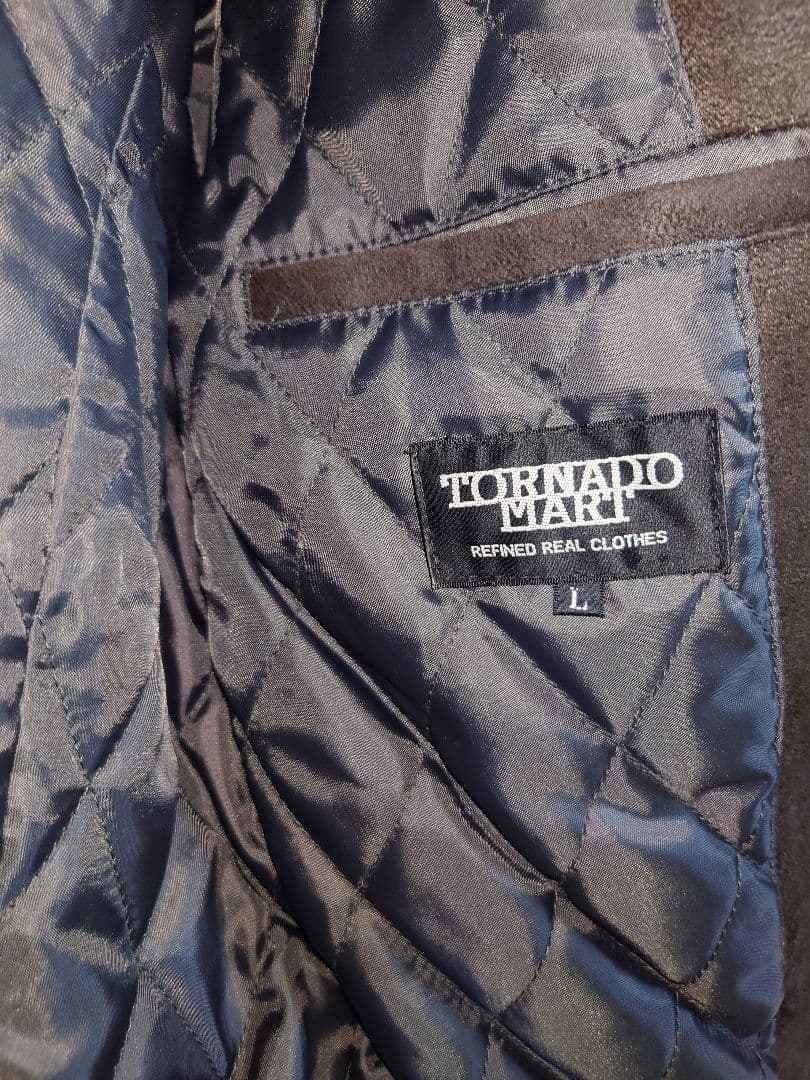 TORNADO
MART
REFINED REAL CLOTHES
L